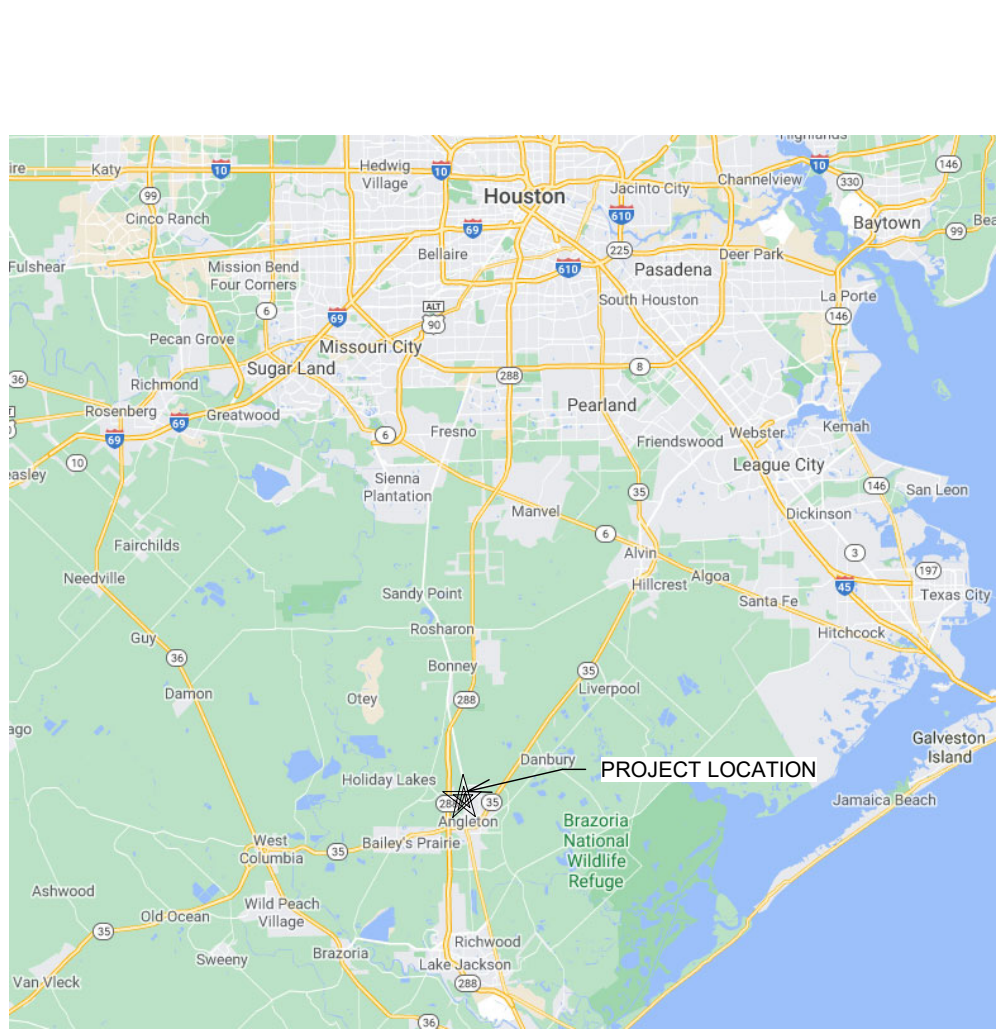 Highlands
ire
Katy
10
Hedwig
Village
10
Channelview
10
146
99
Houston
Jacinto City
330
Cinco Ranch
69
610
Baytown
Bea
99
Fulshear
Mission Bend
Four Corners
Bellaire
610
225
Pasadena
Deer Park
South Houston
La Porte
6
69
ALT
90
146
Pecan Grove
Missouri City
Sugar Land
288
8
36
Richmond
Rosenberg
Greatwood
69
69
Pearland
6
Fresno
Friendswood
Webster
Kemah
easley
10
League City
Sienna
Plantation
35
146
San Leon
Manvel
Dickinson
6
Fairchilds
Alvin
3
Needville
Hillcrest
Algoa
45
197
Texas City
Sandy Point
Santa Fe
Rosharon
Hitchcock
Guy
36
Bonney
35
Damon
Otey
288
Liverpool
ago
Galveston
Island
Danbury
PROJECT LOCATION
Holiday Lakes
288
35
Jamaica Beach
Angleton
Brazoria
National
Wildlife
Refuge
West
Columbia
35
Bailey's Prairie
Ashwood
Wild Peach
Village
Old Ocean
35
Richwood
Sweeny
Brazoria
Lake Jackson
Van Vleck
288
36